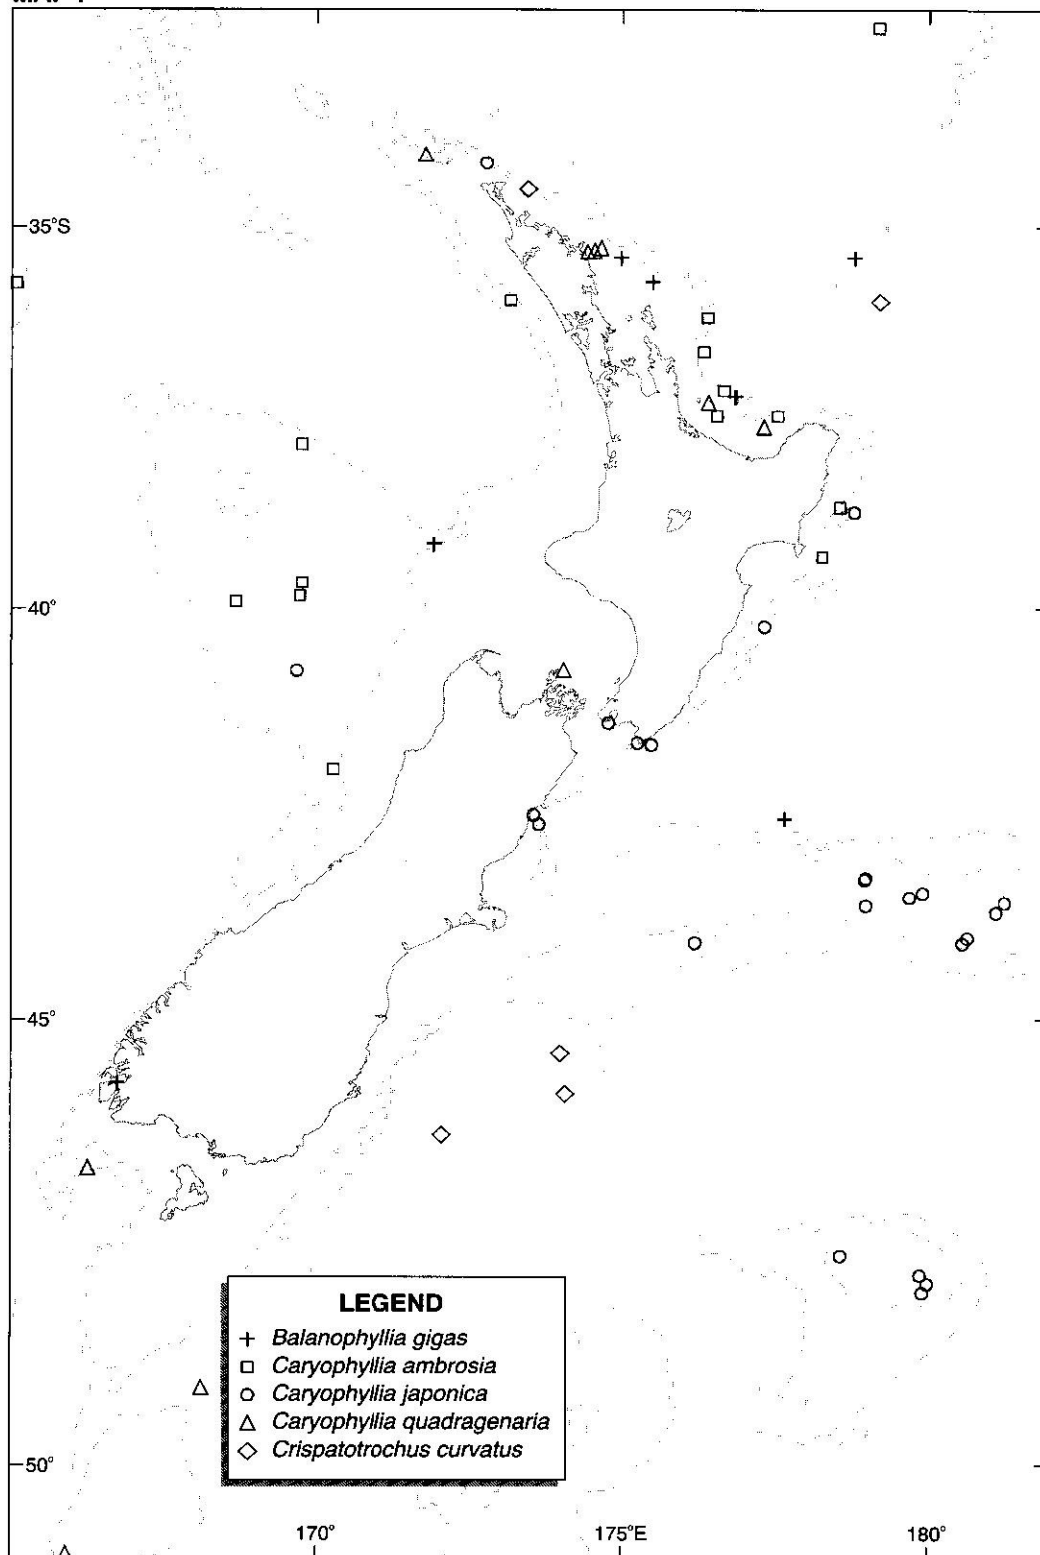 35°S
40°
45°
50°
LEGEND
Balanophyllia gigas
Caryophyllia ambrosia
Caryophyllia japonica
Caryophyllia quadragenaria
Crispatotrochus curvatus
170°
175°E
180°